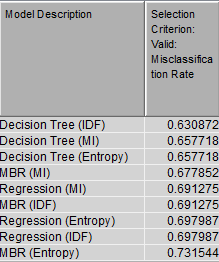 Model Description
Selection
Criterion:
Valid:
Misclassifica
tion Rate
Decision Tree (IDF) 0.630872
Decision Tree (MI) 0.657718
Decision Tree (Entropy) 0.657718
MBR (MI) 0.677852
Regression (MI) 0.691275
MBR (IDF) 0.691275
Regression (Entropy) 0.697987
Regression (IDF) 0.697987
MBR (Entropy) 0.731544